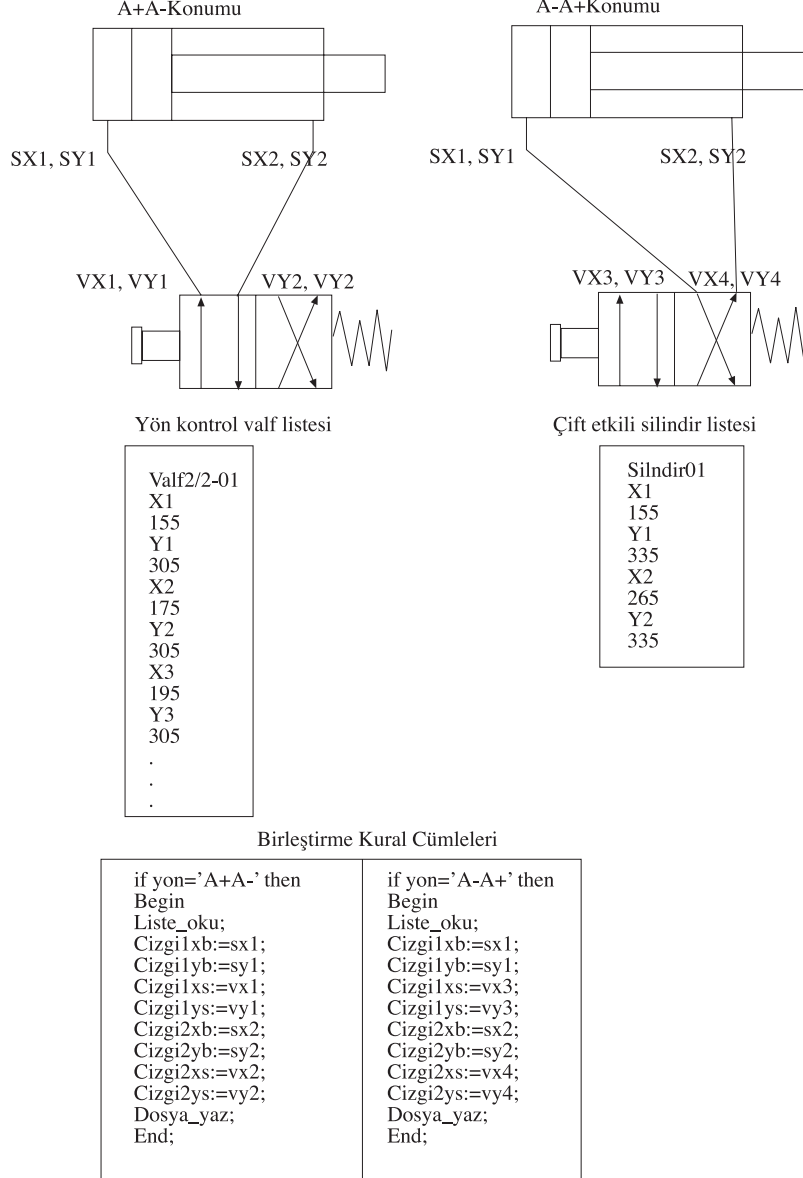 A+A-Konumu
A-A+Konumu
SX1, SY1
SX2, SY2
SX1, SY1
SX2, SY2
VX1, VY1
VY2, VY2
VX3, VY3
VX4, VY4
Yön kontrol valf listesi
Valf2/2-01
X1
155
Y1
305
X2
175
Y2
305
X3
195
Y3
305
.
.
.
Çift etkili silindir listesi
Silndir01
X1
155
Y1
335
X2
265
Y2
335
Birleştirme Kural Cümleleri
if yon='A+A-' then
Begin
Liste_oku;
Cizgi1xb:=sx1;
Cizgi1yb:=sy1;
Cizgi1xs:=vx1;
Cizgi1ys:=vy1;
Cizgi2xb:=sx2;
Cizgi2yb:=sy2;
Cizgi2xs:=vx2;
Cizgi2ys:=vy2;
Dosya_yaz;
End;
if yon='A-A+' then
Begin
Liste_oku;
Cizgi1xb:=sx1;
Cizgi1yb:=sy1;
Cizgi1xs:=vx3;
Cizgi1ys:=vy3;
Cizgi2xb:=sx2;
Cizgi2yb:=sy2;
Cizgi2xs:=vx4;
Cizgi2ys:=vy4;
Dosya_yaz;
End;